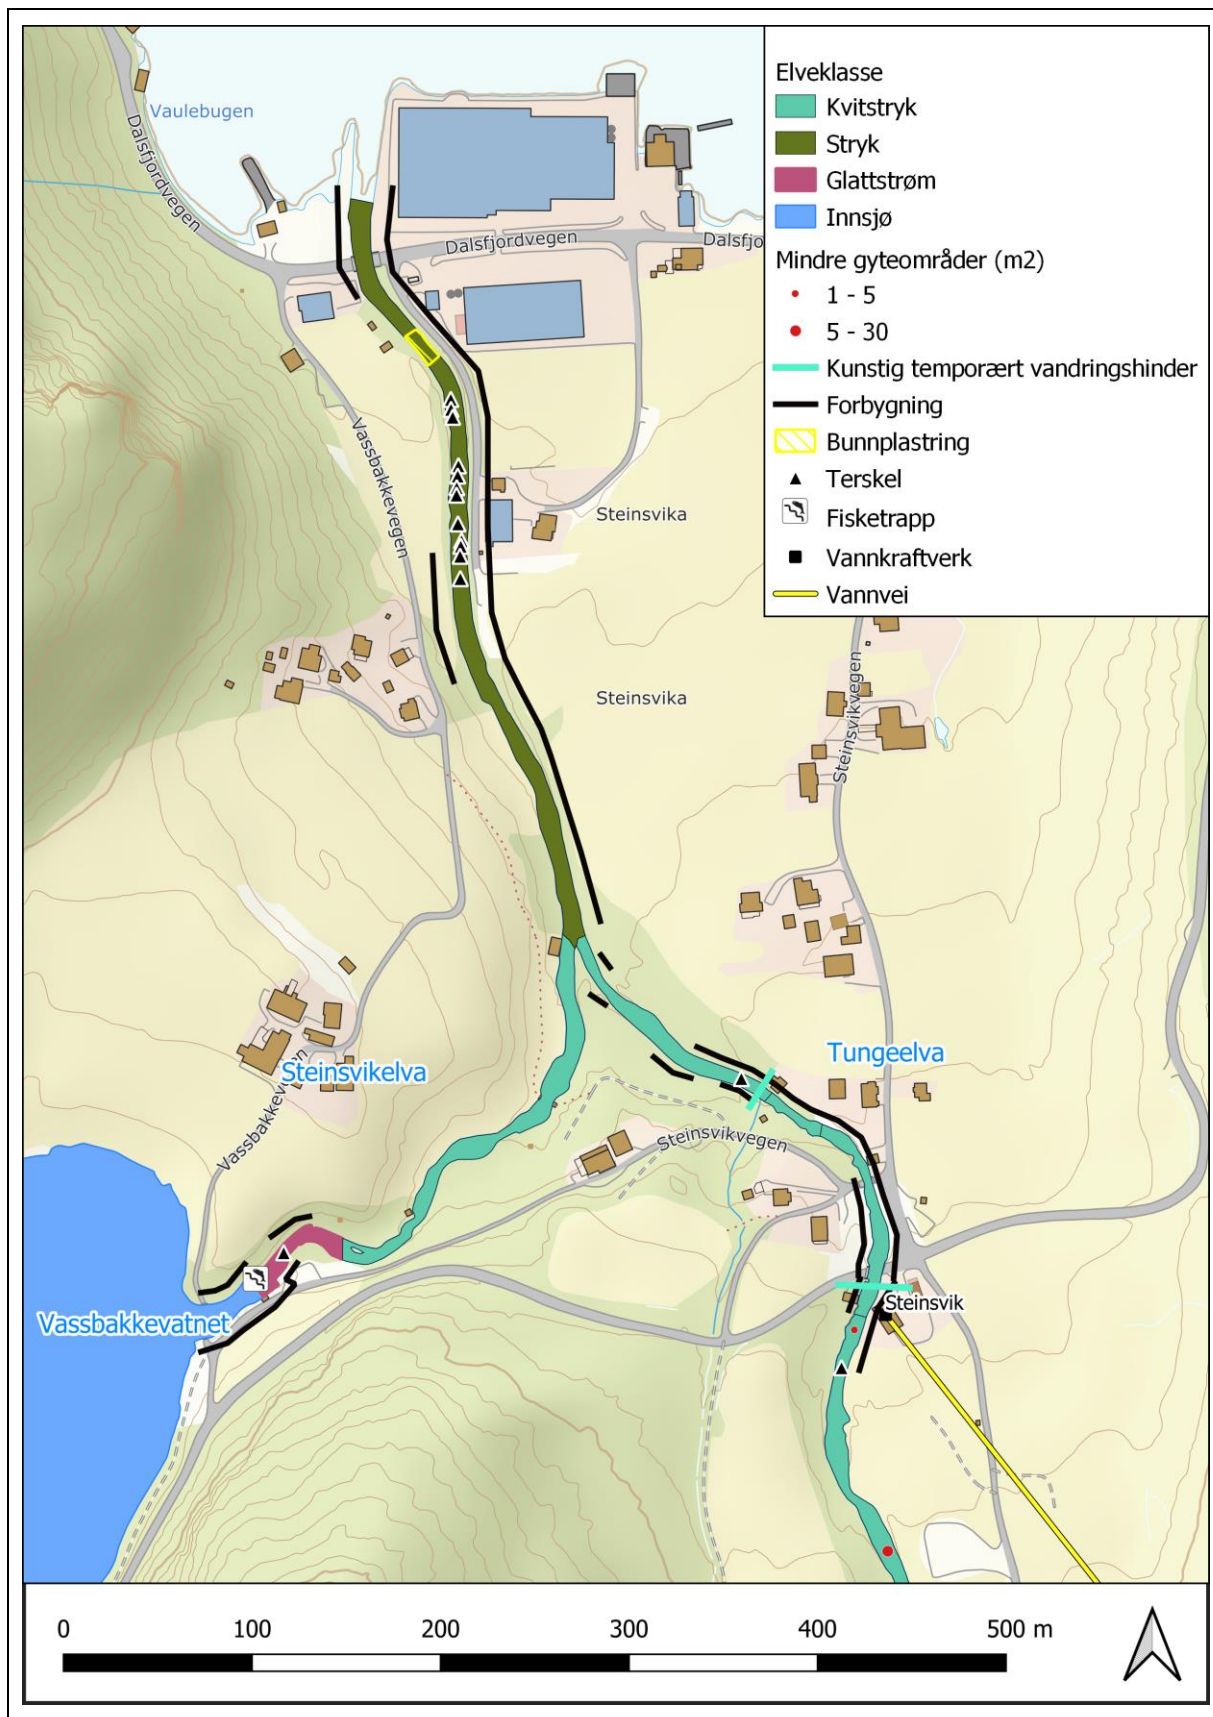 Vaulebugen
Dalsfjordvegen
Dalsfjordvegen
Dalsfj
Vassbakkevegen
Steinsvika
Steinsvika
Steinsvikvegen
Tungeelva
Steinsvikelva
Vassbakkevegen
Steinsvikvegen
Steinsvik
Vassbakkevatnet
Elveklasse
Kvitstryk
Stryk
Glattstrøm
Innsjø
Mindre gyteområder (m2)
1 - 5
5 - 30
Kunstig temporært vandringshinder
Forbygning
Bunnplastring
Terskel
Fisketrapp
Vannkraftverk
Vannvei
0 100 200 300 400 500 m